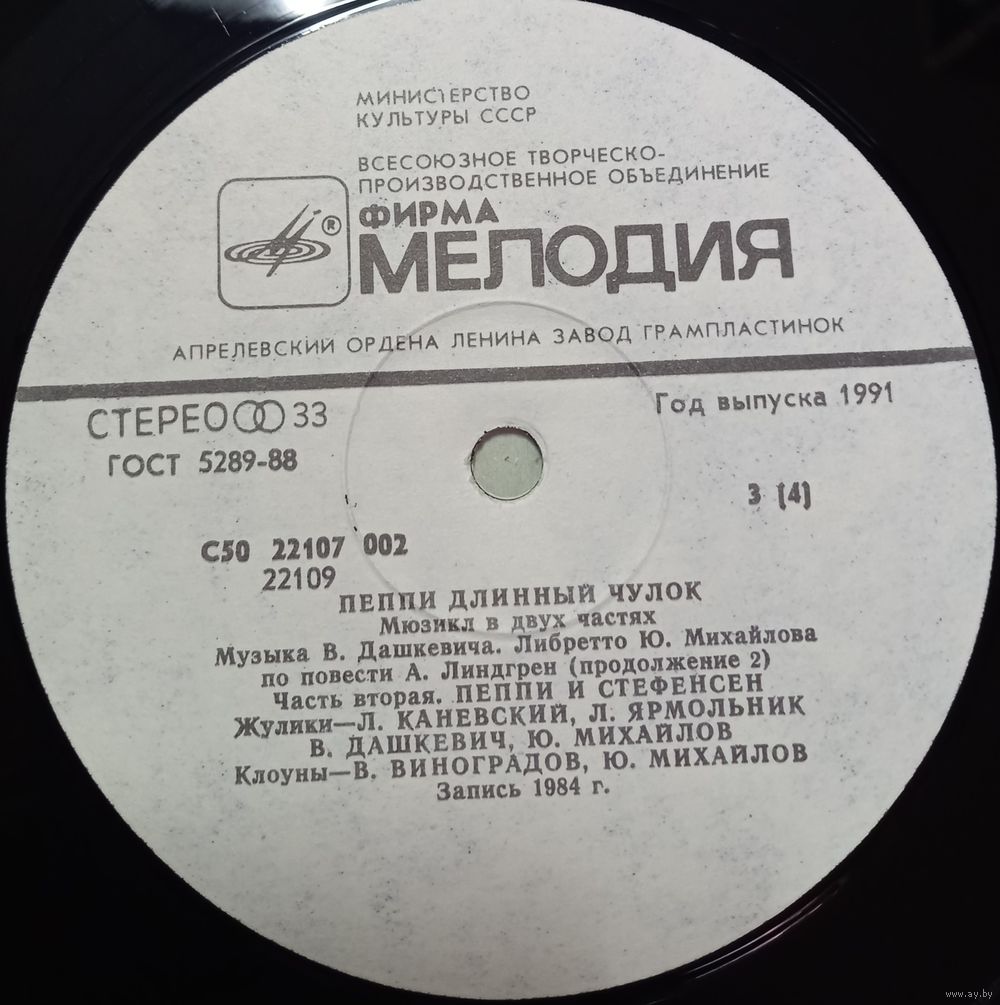 МИНИСТЕРСТВО
КУЛЬТУРЫ СССР
ВСЕСОЮЗНОЕ ТВОРЧЕСКО-
ПРОИЗВОДСТВЕННОЕ ОБЪЕДИНЕНИЕ
ФИРМА
®
МЕЛОДИЯ
АПРЕЛЕВСКИЙ ОРДЕНА ЛЕНИНА ЗАВОД ГРАМПЛАСТИНОК
СТЕРЕО 33
Год выпуска 1991
ГОСТ 5289-88
3 (4)
С50 22107 002
22109
ПЕППИ ДЛИННЫЙ ЧУЛОК
Мюзикл в двух частях
Музыка В. Дашкевича. Либретто Ю. Михайлова
по повести А. Линдгрен (продолжение 2)
Часть вторая. ПЕППИ И СТЕФЕНСЕН
Жулики—Л. КАНЕВСКИЙ, Л. ЯРМОЛЬНИК
В. ДАШКЕВИЧ, Ю. МИХАЙЛОВ
Клоуны—В. ВИНОГРАДОВ, Ю. МИХАЙЛОВ
Запись 1984 г.
www.ay.by